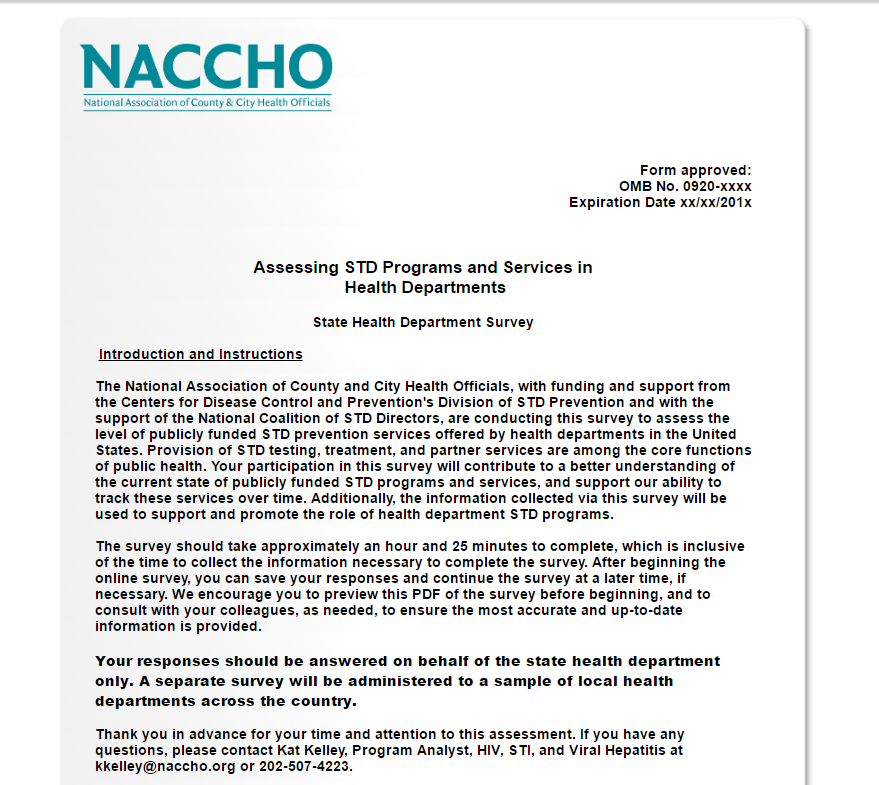 NACCHO
National Association of County & City Health Officials
Form approved:
OMB No. 0920-xxxx
Expiration Date xx/xx/201x
Assessing STD Programs and Services in
Health Departments
State Health Department Survey
Introduction and Instructions
The National Association of County and City Health Officials, with funding and support from
the Centers for Disease Control and Prevention's Division of STD Prevention and with the
support of the National Coalition of STD Directors, are conducting this survey to assess the
level of publicly funded STD prevention services offered by health departments in the United
States. Provision of STD testing, treatment, and partner services are among the core functions
of public health. Your participation in this survey will contribute to a better understanding of
the current state of publicly funded STD programs and services, and support our ability to
track these services over time. Additionally, the information collected via this survey will be
used to support and promote the role of health department STD programs.
The survey should take approximately an hour and 25 minutes to complete, which is inclusive
of the time to collect the information necessary to complete the survey. After beginning the
online survey, you can save your responses and continue the survey at a later time, if
necessary. We encourage you to preview this PDF of the survey before beginning, and to
consult with your colleagues, as needed, to ensure the most accurate and up-to-date
information is provided.
Your responses should be answered on behalf of the state health department
only. A separate survey will be administered to a sample of local health
departments across the country.
Thank you in advance for your time and attention to this assessment. If you have any
questions, please contact Kat Kelley, Program Analyst, HIV, STI, and Viral Hepatitis at
kkelley@naccho.org or 202-507-4223.